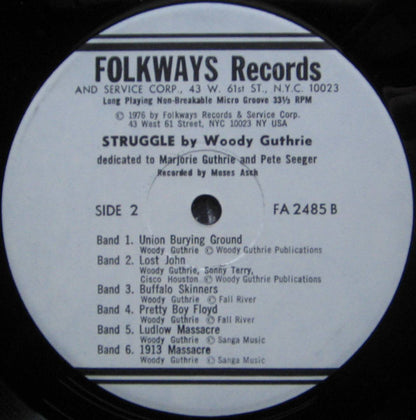 FOLKWAYS Records
AND SERVICE CORP., 43 W. 61st ST., N.Y.C. 10023
Long Playing Non-Breakable Micro Groove 33⅓ RPM
© 1976 by Folkways Records & Service Corp.
43 West 61 Street, NYC 10023 NY USA
STRUGGLE by Woody Guthrie
dedicated to Marjorie Guthrie and Pete Seeger
Recorded by Moses Asch
SIDE 2 FA 2485 B
Band 1. Union Burying Ground
Woody Guthrie © Woody Guthrie Publications
Band 2. Lost John
Woody Guthrie, Sonny Terry,
Cisco Houston © Woody Guthrie Publications
Band 3. Buffalo Skinners
Woody Guthrie © Fall River
Band 4. Pretty Boy Floyd
Woody Guthrie © Fall River
Band 5. Ludlow Massacre
Woody Guthrie © Sanga Music
Band 6. 1913 Massacre
Woody Guthrie © Sanga Music